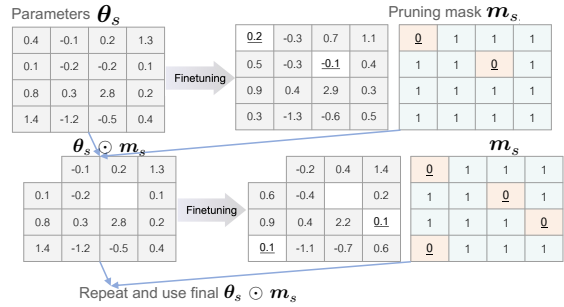 Parameters θₛ
Pruning mask mₛ.
0.4 -0.1 0.2 1.3
0.1 -0.2 -0.2 0.1
0.8 0.3 2.8 0.2
1.4 -1.2 -0.5 0.4
Finetuning
0.2 -0.3 0.7 1.1
0.5 -0.3 -0.1 0.4
0.9 0.4 2.9 0.3
0.3 -1.3 -0.6 0.5
0 1 1 1
1 1 0 1
1 1 1 1
1 1 1 1
θₛ ⊙ mₛ
mₛ
-0.1 0.2 1.3
0.1 -0.2 0.1
0.8 0.3 2.8 0.2
1.4 -1.2 -0.5 0.4
Finetuning
-0.2 0.4 1.4
0.6 -0.4 0.2
0.9 0.4 2.2 0.1
0.1 -1.1 -0.7 0.6
0 1 1 1
1 1 0 1
1 1 1 0
0 1 1 1
Repeat and use final θₛ ⊙ mₛ